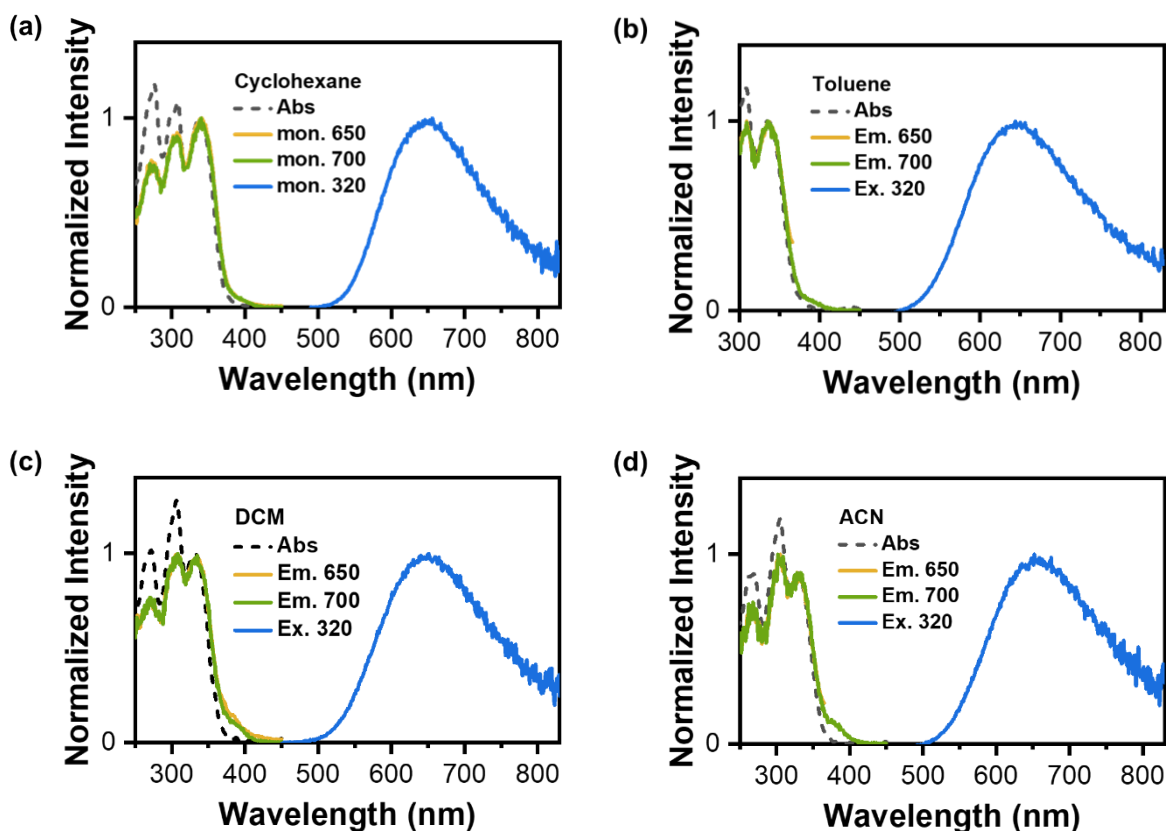 (a)
Normalized Intensity
1
0
Cyclohexane
Abs
mon. 650
mon. 700
mon. 320
300 400 500 600 700 800
Wavelength (nm)
(b)
Normalized Intensity
1
0
Toluene
Abs
Em. 650
Em. 700
Ex. 320
300 400 500 600 700 800
Wavelength (nm)
(c)
Normalized Intensity
1
0
DCM
Abs
Em. 650
Em. 700
Ex. 320
300 400 500 600 700 800
Wavelength (nm)
(d)
Normalized Intensity
1
0
ACN
Abs
Em. 650
Em. 700
Ex. 320
300 400 500 600 700 800
Wavelength (nm)